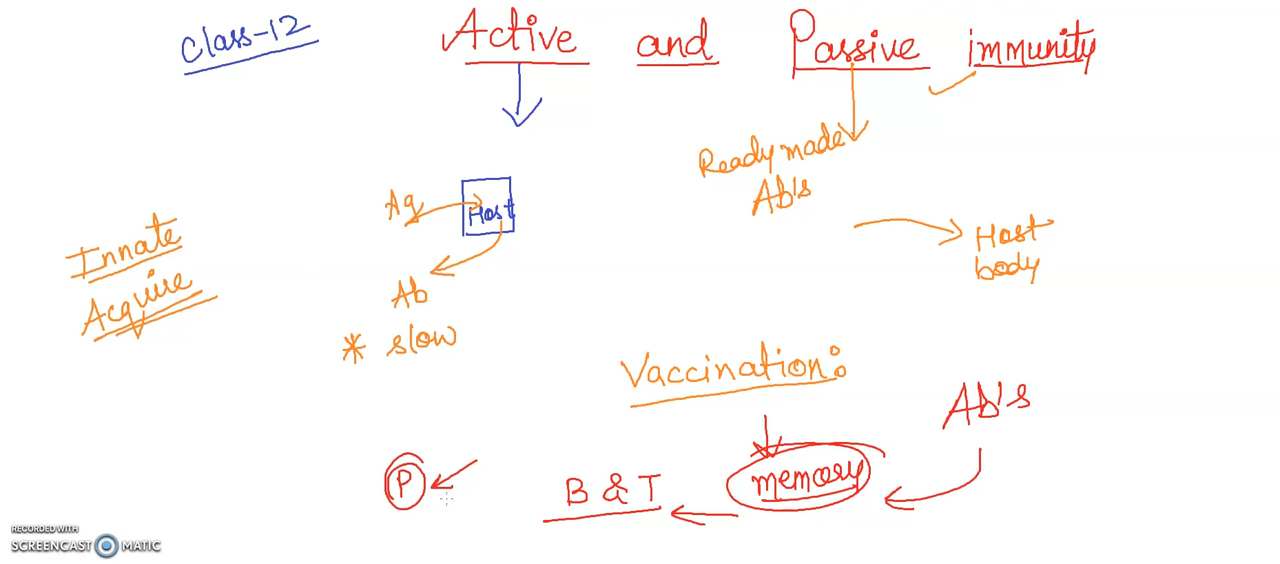 Class-12
Active and Passive immunity
Ready made
Ab's
Ag
Host
Host
body
Innate
Acquire
Ab
* slow
Vaccination:
Ab's
memory
B & T
P
RECORDED WITH
SCREENCAST MATIC